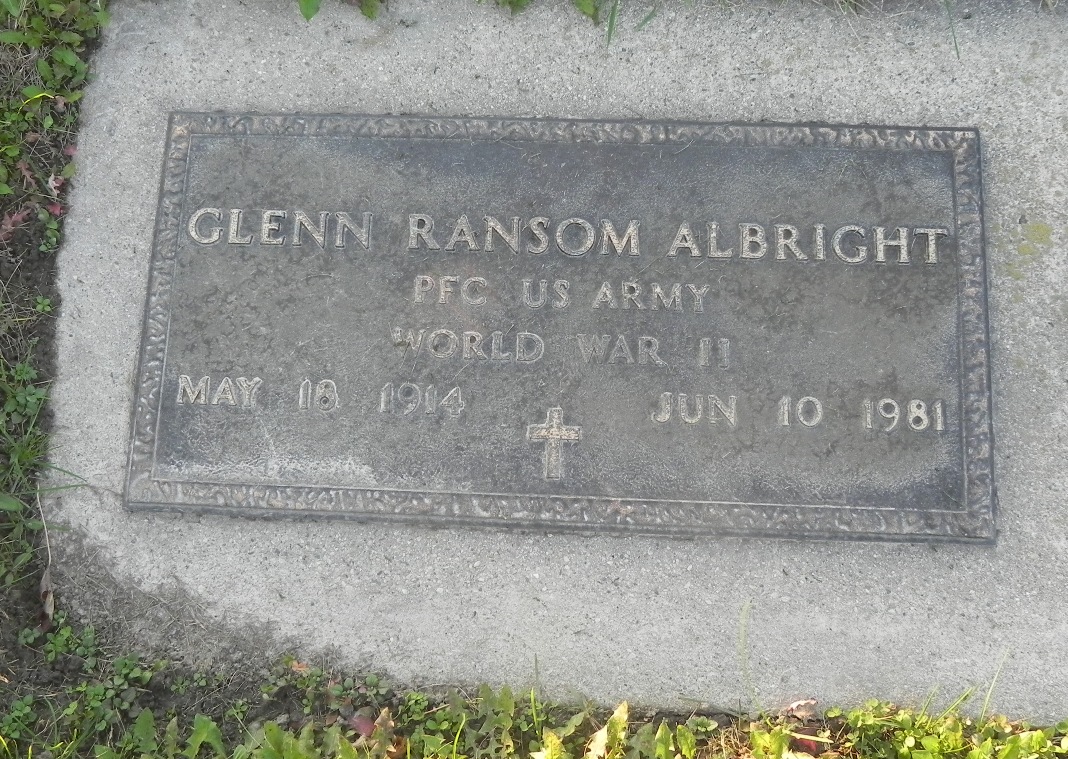 GLENN RANSOM ALBRIGHT
PFC US ARMY
WORLD WAR II
MAY 18 1914 JUN 10 1981